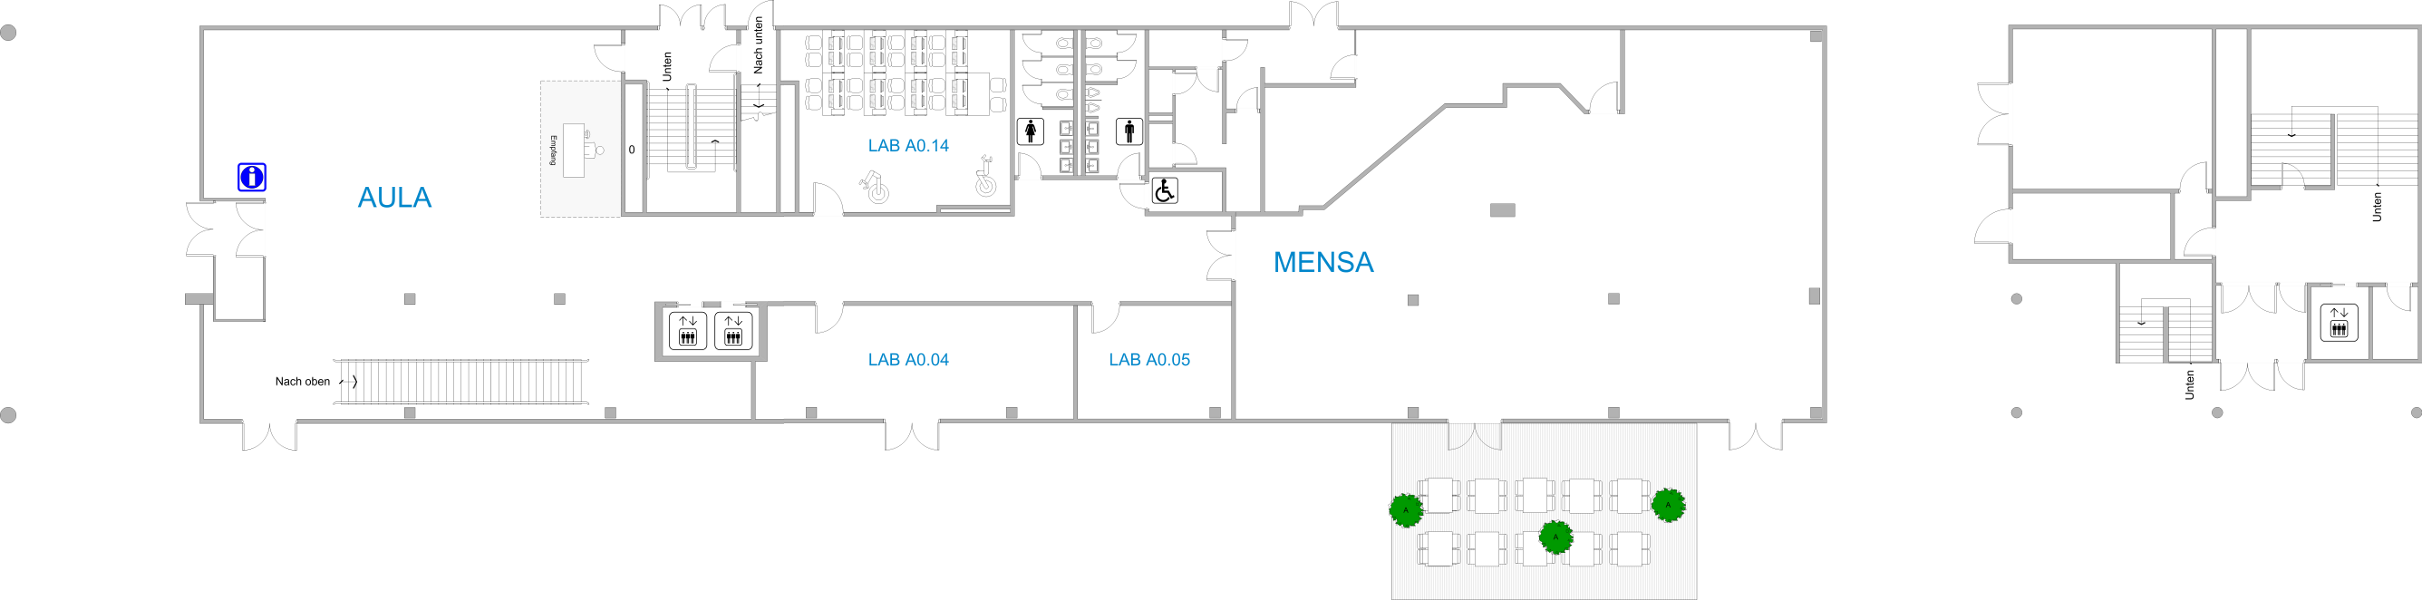 Unten
Nach unten
LAB A0.14
Empfang
0
i
AULA
Unten
MENSA
LAB A0.04
LAB A0.05
Nach oben
Unten
A
A
A